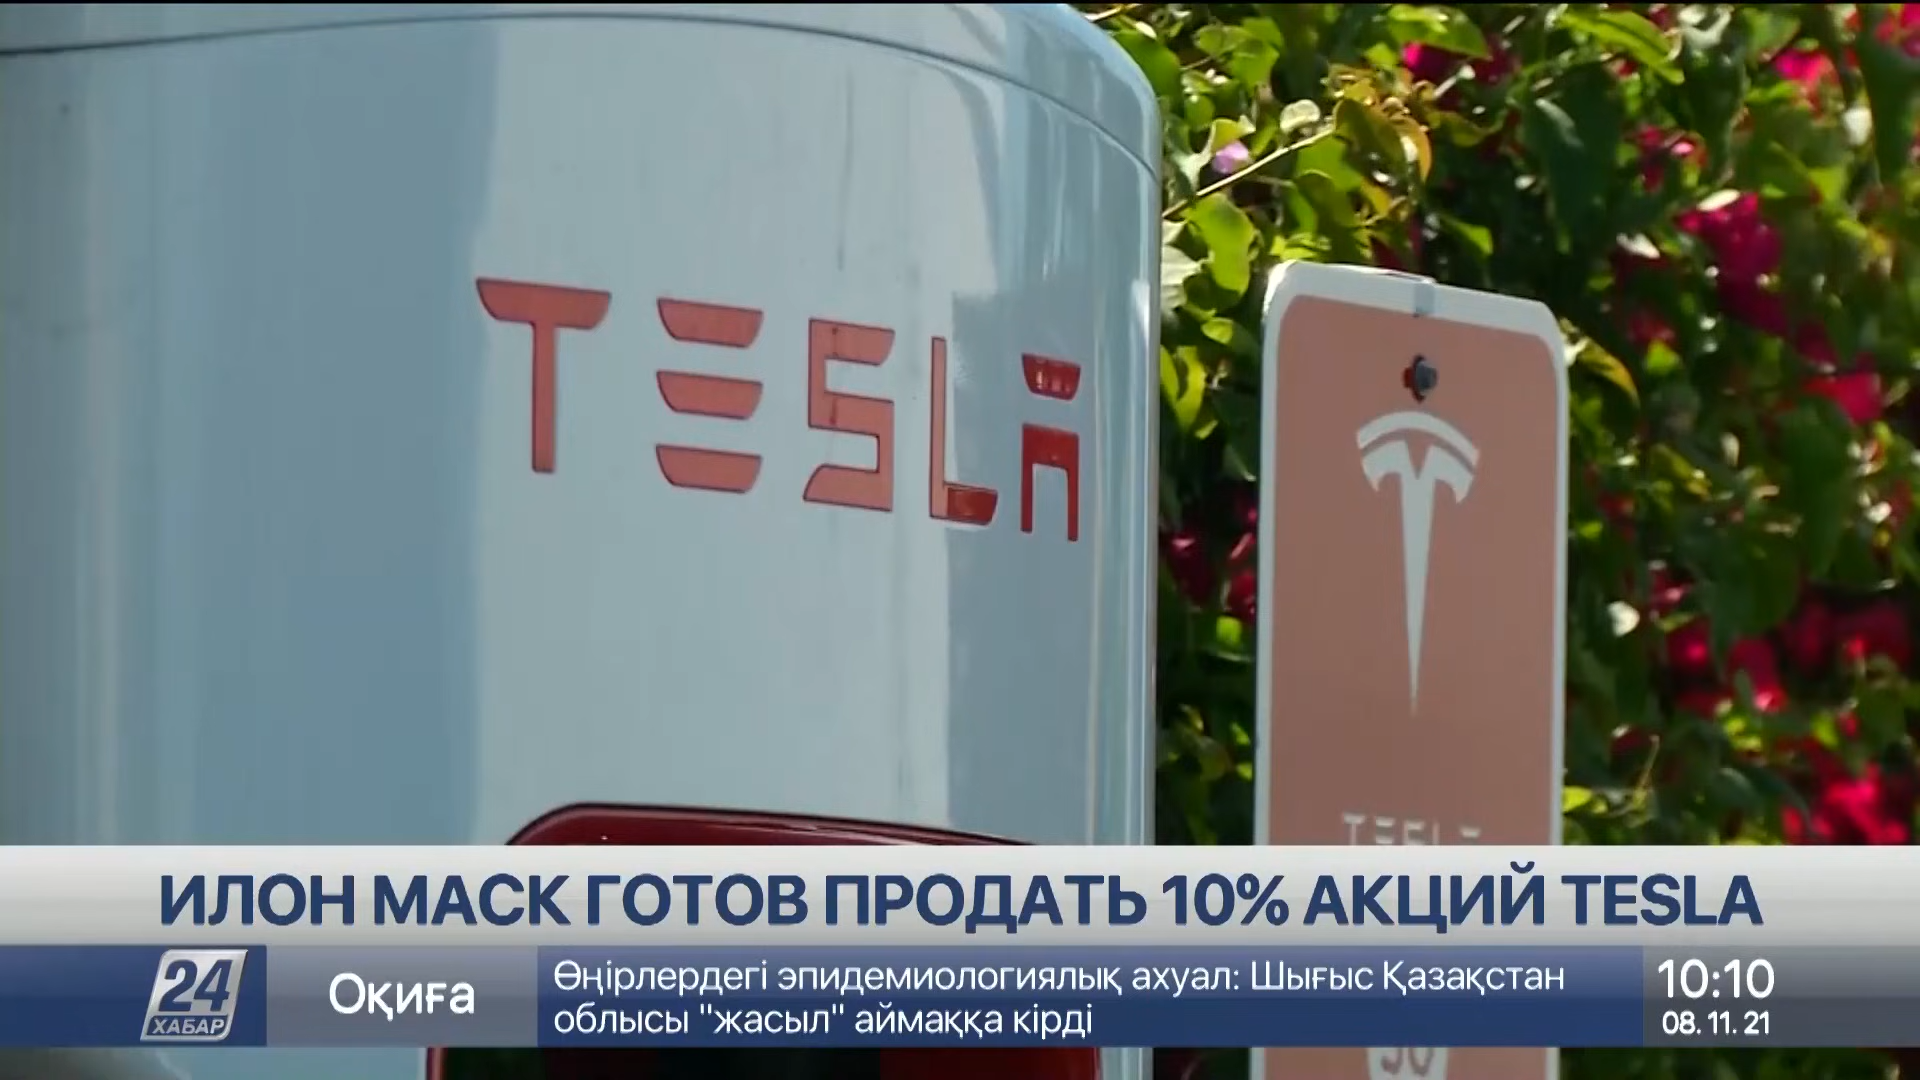 TESLA
ИЛОН МАСК ГОТОВ ПРОДАТЬ 10% АКЦИЙ TESLA
24
ХАБАР
Оқиға
Өңірлердегі эпидемиологиялық ахуал: Шығыс Қазақстан
облысы "жасыл" аймаққа кірді
10:10
08. 11. 21